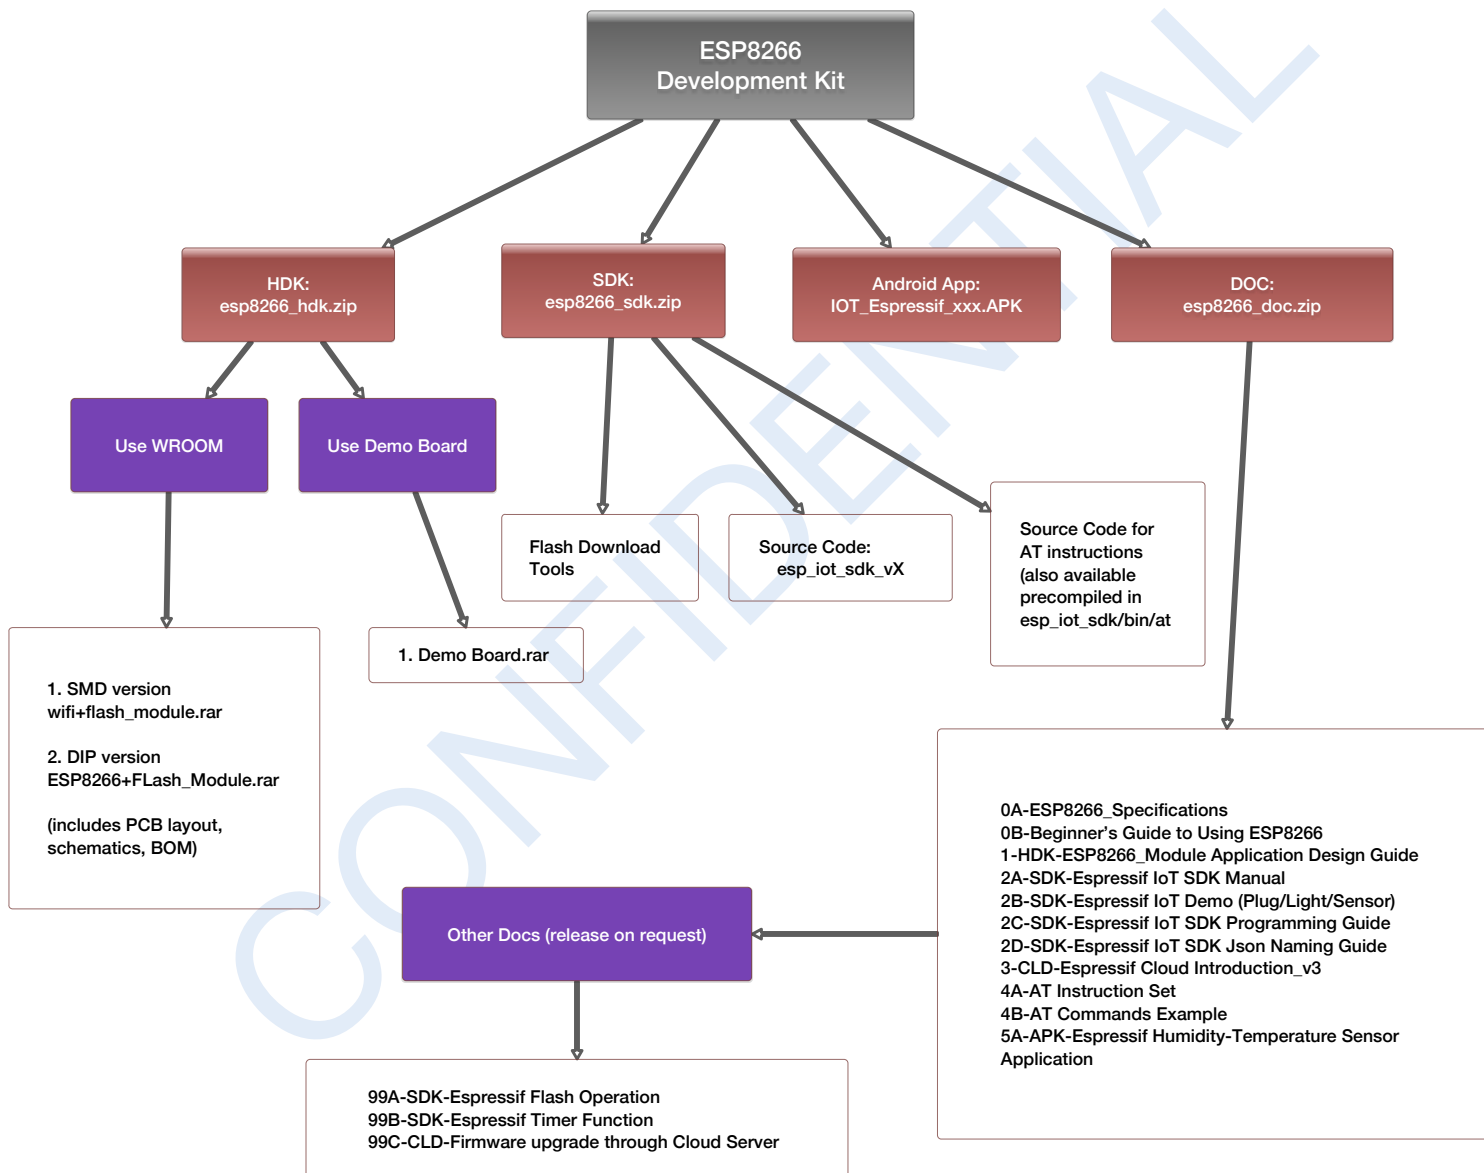 ESP8266
Development Kit
HDK:
esp8266_hdk.zip
SDK:
esp8266_sdk.zip
Android App:
IOT_Espressif_xxx.APK
DOC:
esp8266_doc.zip
Use WROOM
Use Demo Board
Flash Download
Tools
Source Code:
esp_iot_sdk_vX
Source Code for
AT instructions
(also available
precompiled in
esp_iot_sdk/bin/at
1. Demo Board.rar
1. SMD version
wifi+flash_module.rar
2. DIP version
ESP8266+FLash_Module.rar
(includes PCB layout,
schematics, BOM)
0A-ESP8266_Specifications
0B-Beginner’s Guide to Using ESP8266
1-HDK-ESP8266_Module Application Design Guide
2A-SDK-Espressif IoT SDK Manual
2B-SDK-Espressif IoT Demo (Plug/Light/Sensor)
2C-SDK-Espressif IoT SDK Programming Guide
2D-SDK-Espressif IoT SDK Json Naming Guide
3-CLD-Espressif Cloud Introduction_v3
4A-AT Instruction Set
4B-AT Commands Example
5A-APK-Espressif Humidity-Temperature Sensor
Application
Other Docs (release on request)
99A-SDK-Espressif Flash Operation
99B-SDK-Espressif Timer Function
99C-CLD-Firmware upgrade through Cloud Server
CONFIDENTIAL